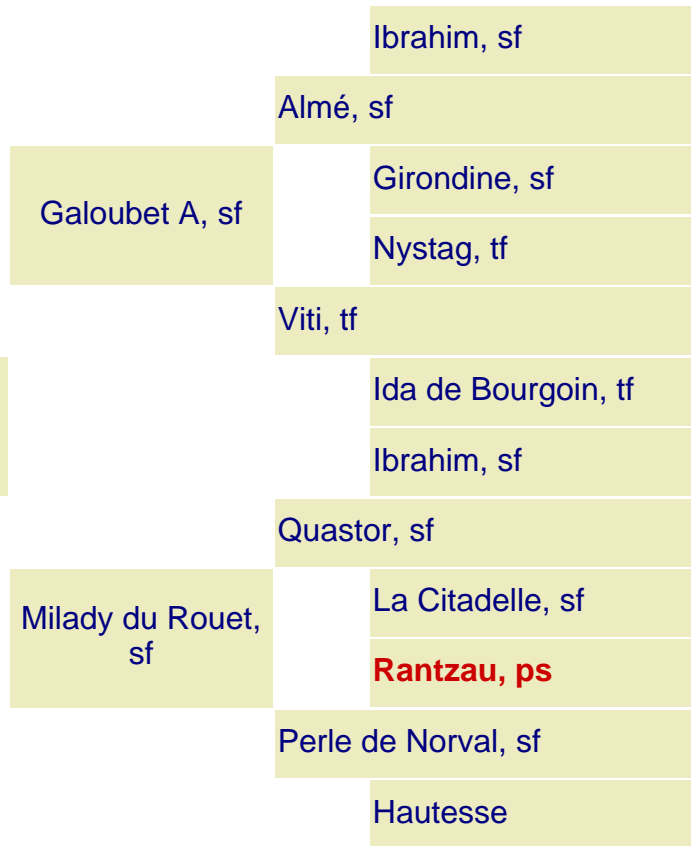 Ibrahim, sf
Almé, sf
Galoubet A, sf
Girondine, sf
Nystag, tf
Viti, tf
Ida de Bourgoin, tf
Ibrahim, sf
Quastor, sf
Milady du Rouet,
sf
La Citadelle, sf
Rantzau, ps
Perle de Norval, sf
Hautesse